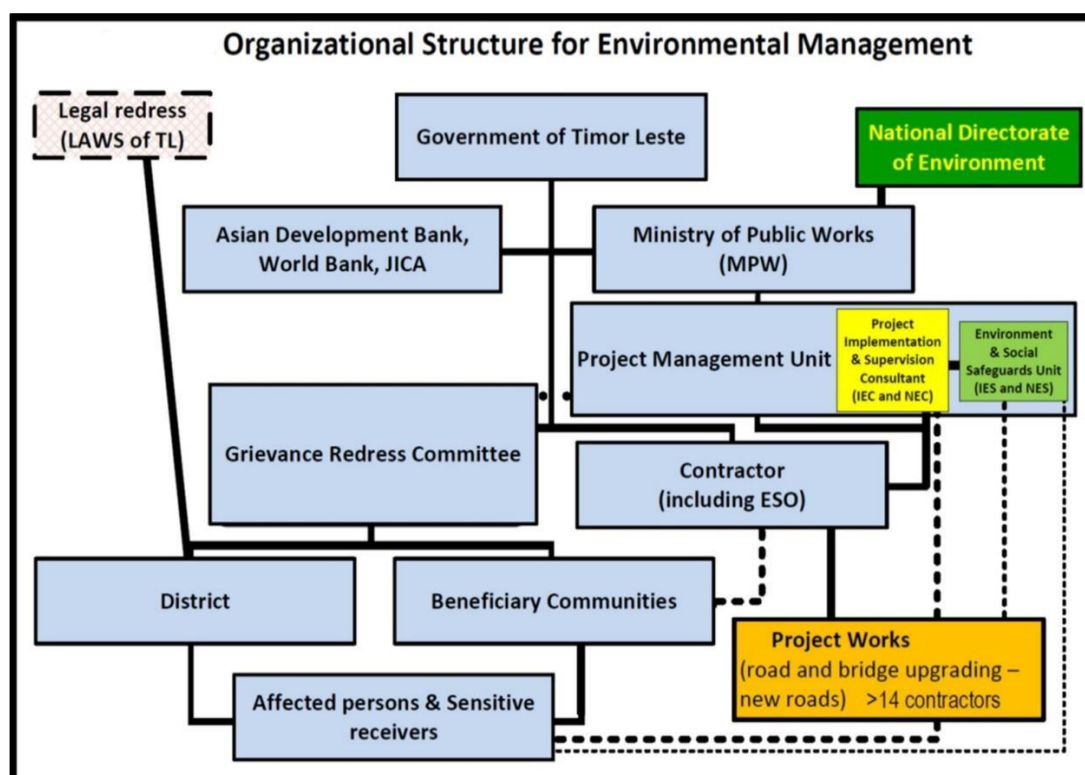 Organizational Structure for Environmental Management
Legal redress
(LAWS of TL)
Government of Timor Leste
National Directorate
of Environment
Asian Development Bank,
World Bank, JICA
Ministry of Public Works
(MPW)
Project Management Unit
Project
Implementation
& Supervision
Consultant
(IEC and NEC)
Environment
& Social
Safeguards Unit
(IES and NES)
Grievance Redress Committee
Contractor
(including ESO)
District
Beneficiary Communities
Project Works
(road and bridge upgrading –
new roads) >14 contractors
Affected persons & Sensitive
receivers